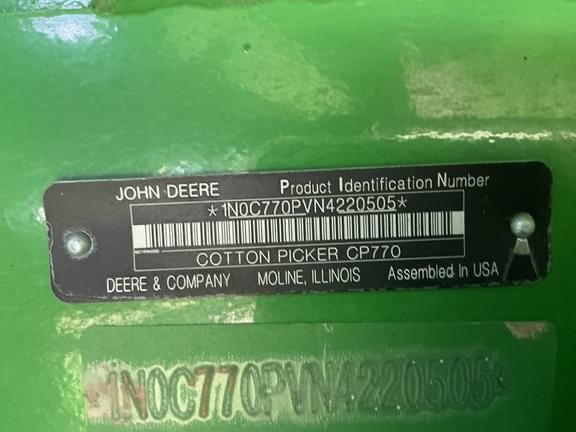 JOHN DEERE Product Identification Number
*1N0C770PVN4220505*
COTTON PICKER CP770
DEERE & COMPANY MOLINE, ILLINOIS Assembled In USA
*1N0C770PVN4220505*